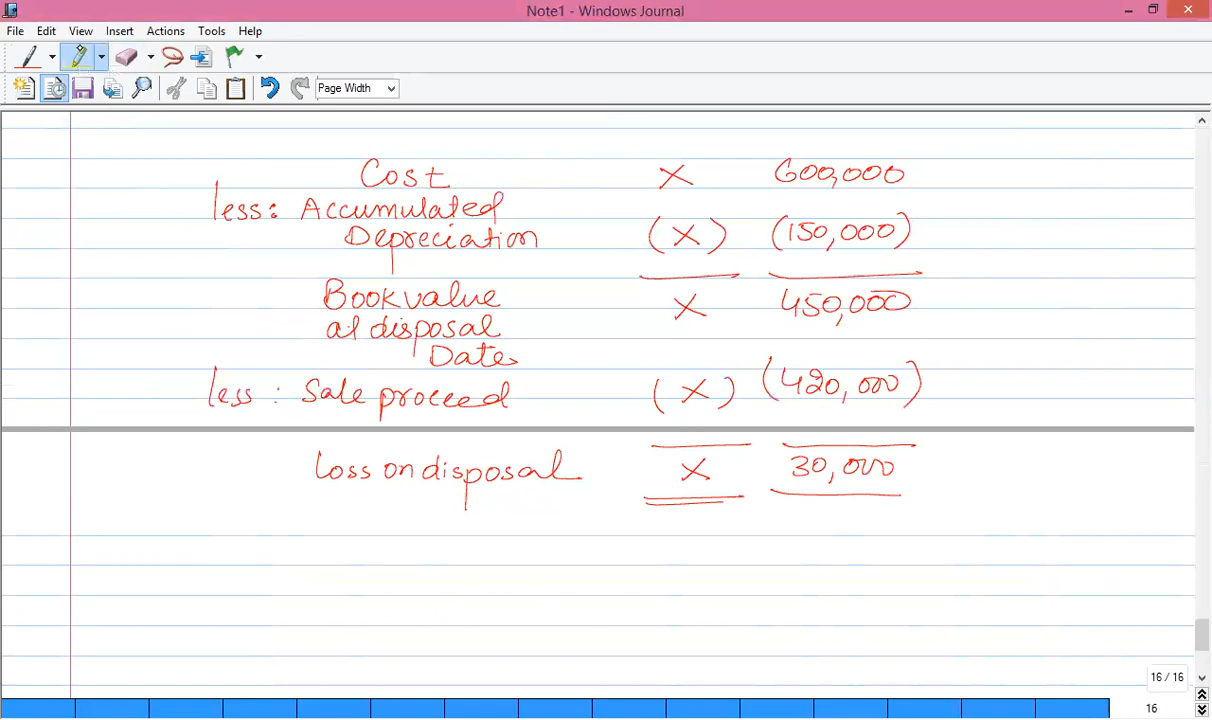 Note1 - Windows Journal
File Edit View Insert Actions Tools Help
Page Width
Cost X 600,000
less: Accumulated
Depreciation (X) (150,000)
Book value X 450,000
at disposal
Date
less : Sale proceed (X) (420,000)
Loss on disposal X 30,000
16 / 16
16